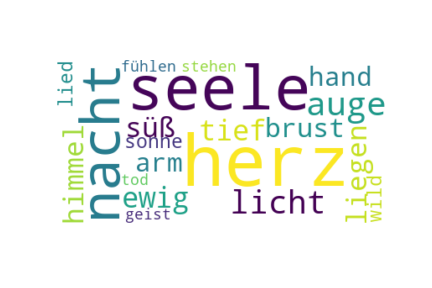 fühlen stehen
lied
nacht
seele
hand
auge
süß
tief
brust
sonne
himmel
arm
herz
liegen
wild
tod
ewig
licht
geist